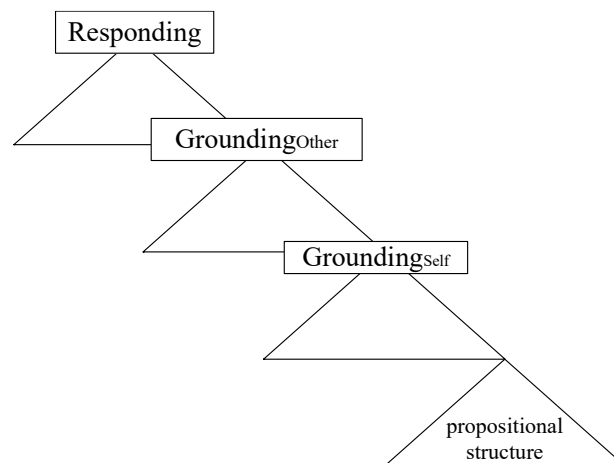 Responding
GroundingOther
GroundingSelf
propositional
structure